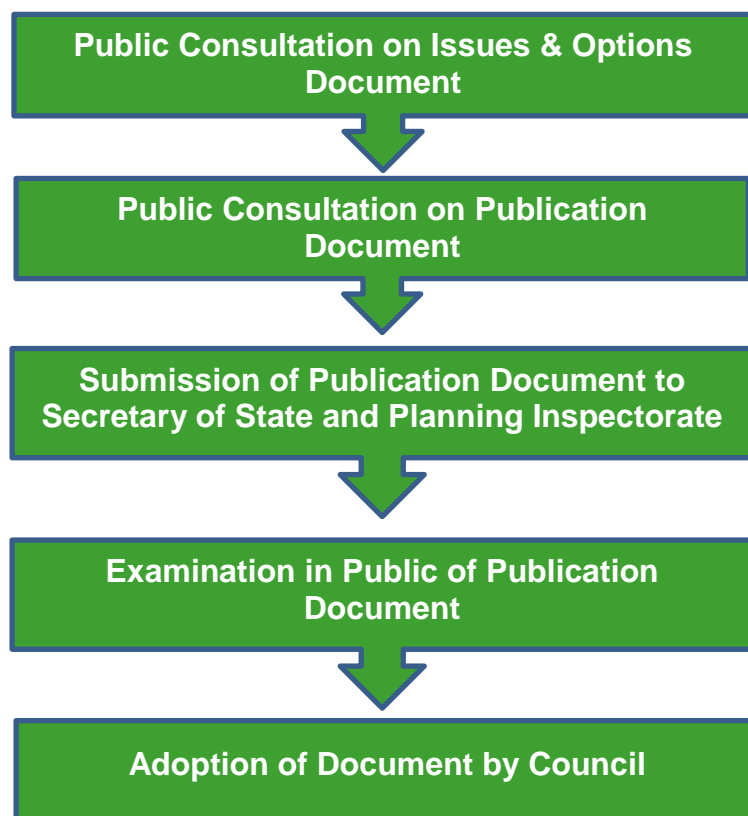 Public Consultation on Issues & Options
Document
Public Consultation on Publication
Document
Submission of Publication Document to
Secretary of State and Planning Inspectorate
Examination in Public of Publication
Document
Adoption of Document by Council